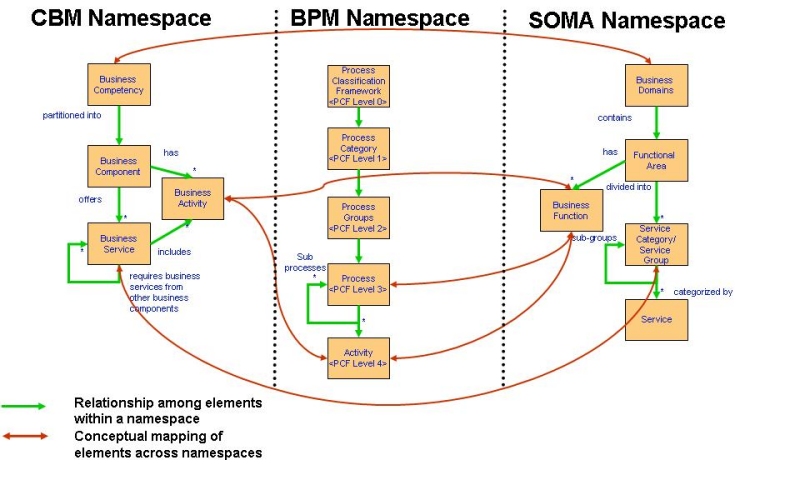 CBM Namespace
BPM Namespace
SOMA Namespace
Business
Competency
partitioned into
Business
Component
has
*
Business
Activity
offers
*
Business
Service
*
includes
*
requires business
services from
other business
components
Process
Classification
Framework
<PCF Level 0>
Process
Category
<PCF Level 1>
Process
Groups
<PCF Level 2>
Sub
processes
*
Process
<PCF Level 3>
*
Activity
<PCF Level 4>
Business
Domains
contains
Functional
Area
has
*
divided into
Business
Function
*
sub-groups
Service
Category/
Service
Group
*
categorized by
Service
Relationship among elements
within a namespace
Conceptual mapping of
elements across namespaces